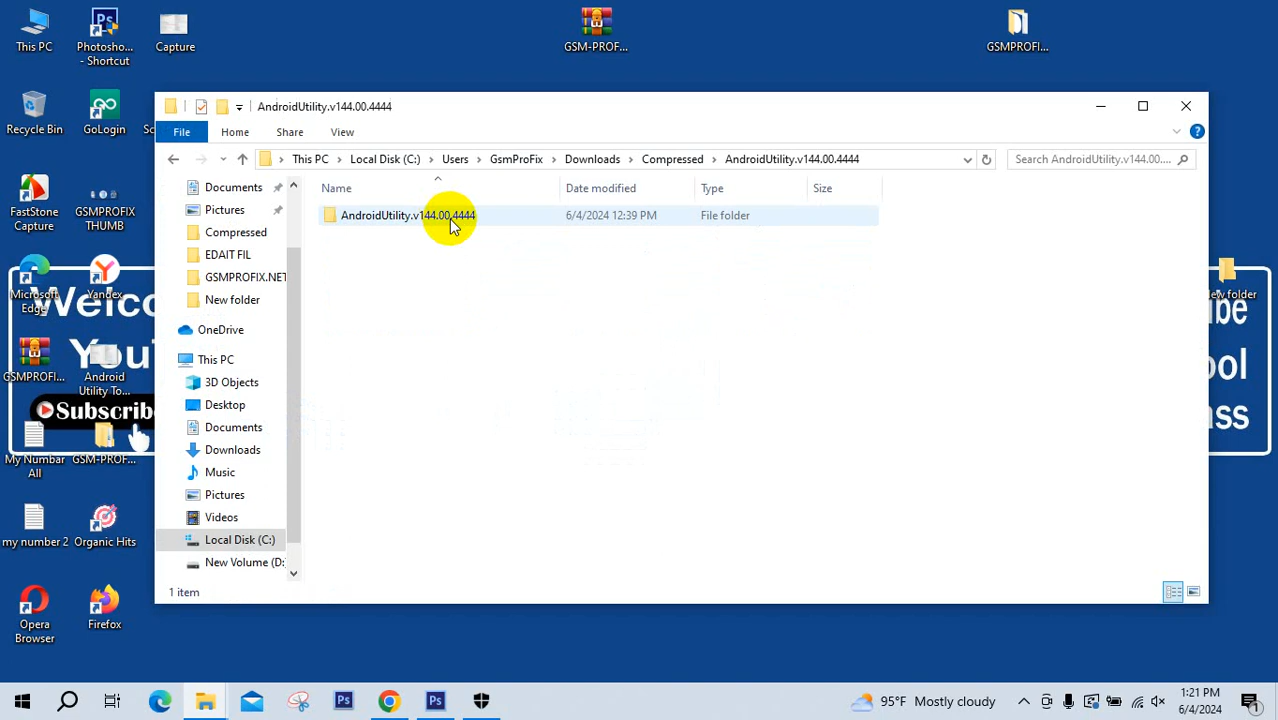 This PC
Photosho...
- Shortcut
Capture
GSM-PROF...
GSMPROFI...
Recycle Bin
GoLogin
FastStone
Capture
GSMPROFIX
THUMB
Microsoft
Edge
Yandex
Welco
GSMPROFI...
Android
Utility To...
Subscribe
My Numbar
All
GSM-PROF...
my number 2
Organic Hits
Opera
Browser
Firefox
AndroidUtility.v144.00.4444
File
Home
Share
View
This PC
Local Disk (C:)
Users
GsmProFix
Downloads
Compressed
AndroidUtility.v144.00.4444
Search AndroidUtility.v144.00....
Documents
Pictures
Compressed
EDAIT FIL
GSMPROFIX.NET
New folder
OneDrive
This PC
3D Objects
Desktop
Documents
Downloads
Music
Pictures
Videos
Local Disk (C:)
New Volume (D:
Name
Date modified
Type
Size
AndroidUtility.v144.00.4444
6/4/2024 12:39 PM
File folder
1 item
ew folder
95°F Mostly cloudy
1:21 PM
6/4/2024